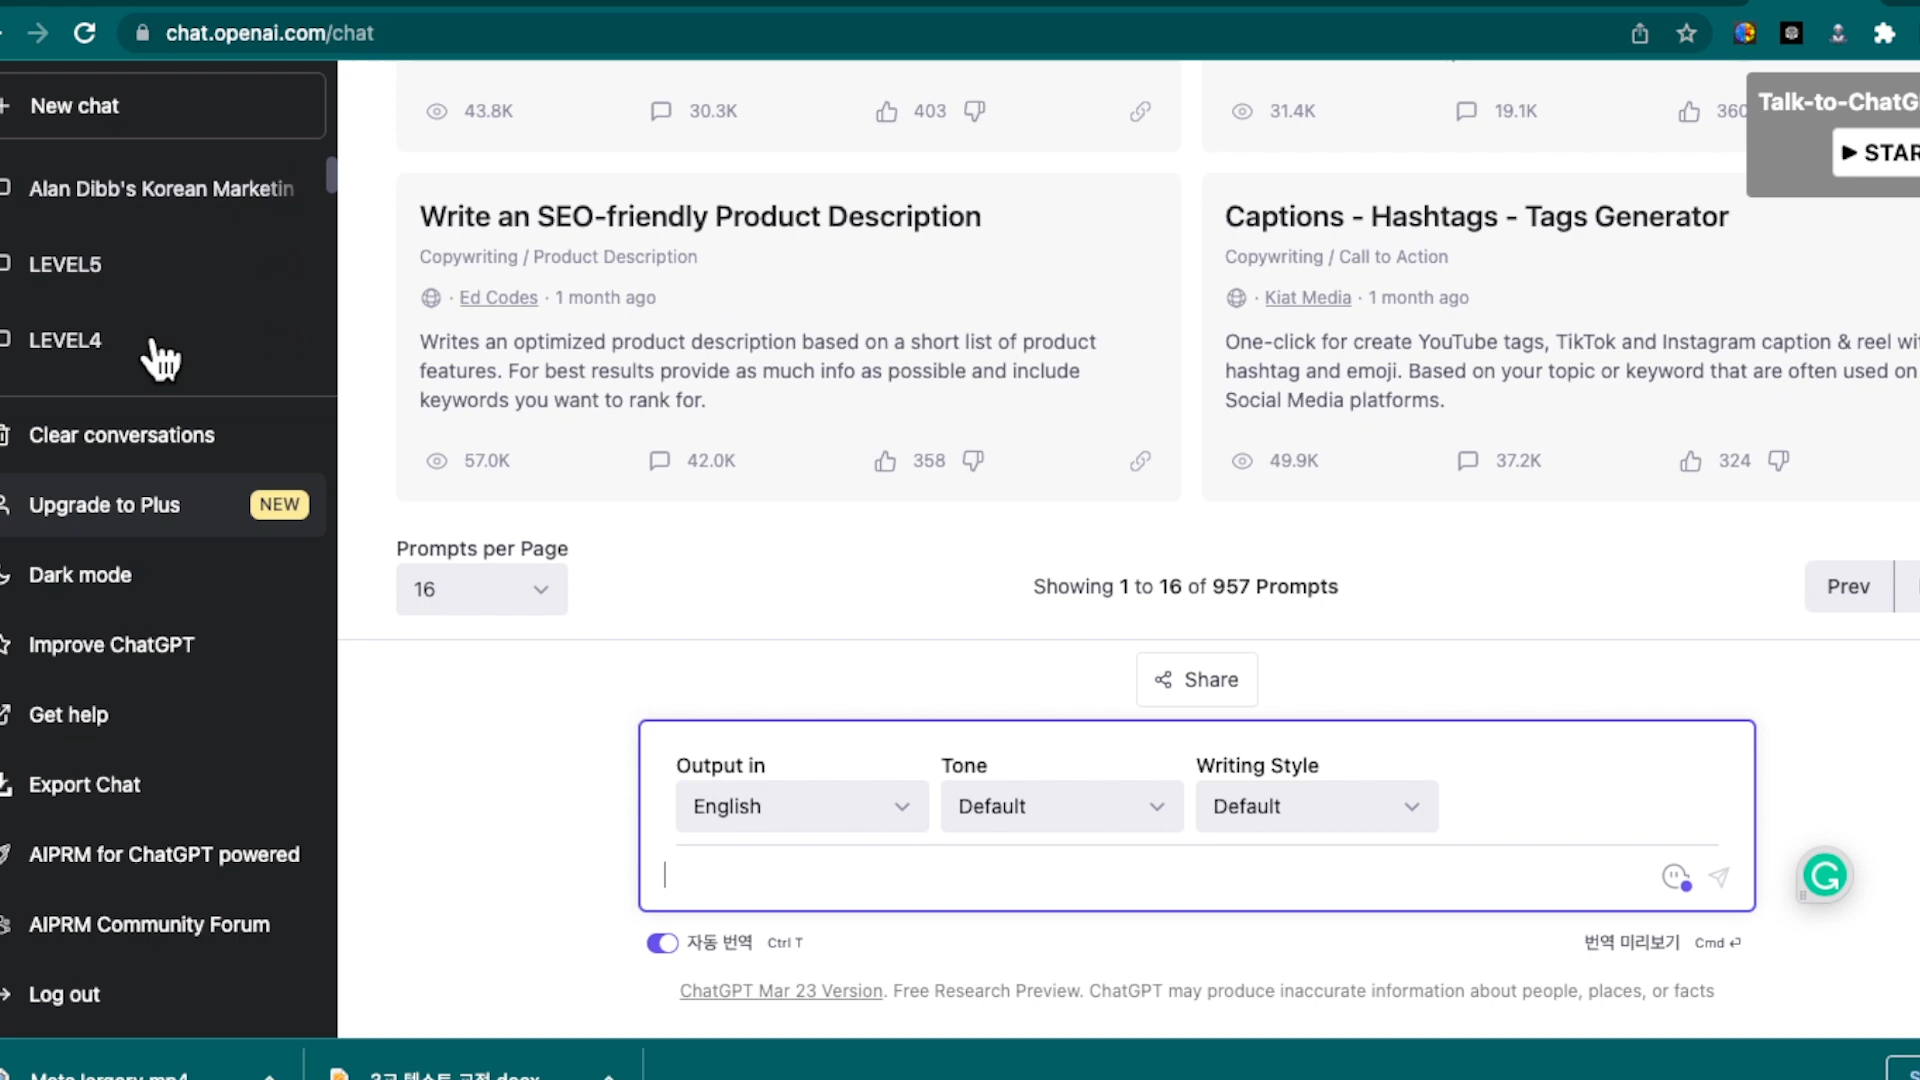 chat.openai.com/chat
New chat
Alan Dibb's Korean Marketin
LEVEL5
LEVEL4
Clear conversations
Upgrade to Plus NEW
Dark mode
Improve ChatGPT
Get help
Export Chat
AIPRM for ChatGPT powered
AIPRM Community Forum
Log out
43.8K 30.3K 403
31.4K 19.1K 360
Talk-to-ChatG
STAR
Write an SEO-friendly Product Description
Copywriting / Product Description
· Ed Codes · 1 month ago
Writes an optimized product description based on a short list of product
features. For best results provide as much info as possible and include
keywords you want to rank for.
57.0K 42.0K 358
Captions - Hashtags - Tags Generator
Copywriting / Call to Action
· Kiat Media · 1 month ago
One-click for create YouTube tags, TikTok and Instagram caption & reel wi
hashtag and emoji. Based on your topic or keyword that are often used on
Social Media platforms.
49.9K 37.2K 324
Prompts per Page
16
Showing 1 to 16 of 957 Prompts
Prev
Share
Output in Tone Writing Style
English Default Default
자동 번역 Ctrl T
번역 미리보기 Cmd ↵
ChatGPT Mar 23 Version. Free Research Preview. ChatGPT may produce inaccurate information about people, places, or facts